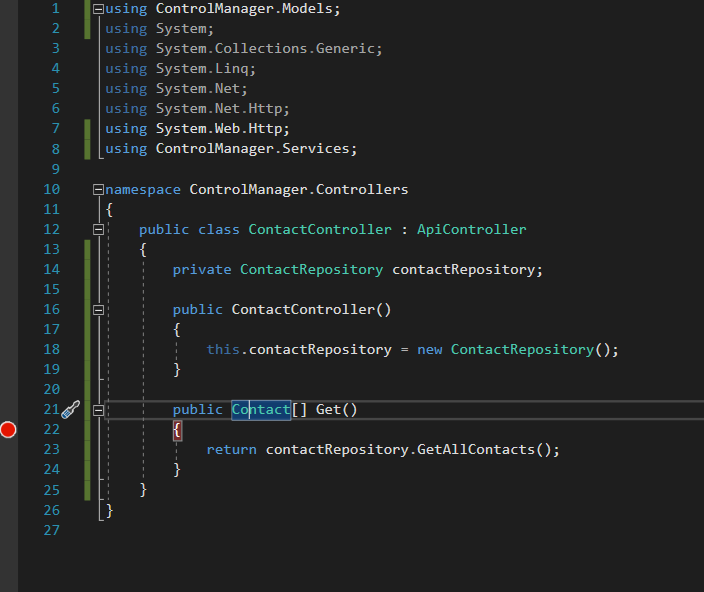 1 using ControlManager.Models;
2 using System;
3 using System.Collections.Generic;
4 using System.Linq;
5 using System.Net;
6 using System.Net.Http;
7 using System.Web.Http;
8 using ControlManager.Services;
9
10 namespace ControlManager.Controllers
11 {
12 public class ContactController : ApiController
13 {
14 private ContactRepository contactRepository;
15
16 public ContactController()
17 {
18 this.contactRepository = new ContactRepository();
19 }
20
21 public Contact[] Get()
22 {
23 return contactRepository.GetAllContacts();
24 }
25 }
26 }
27